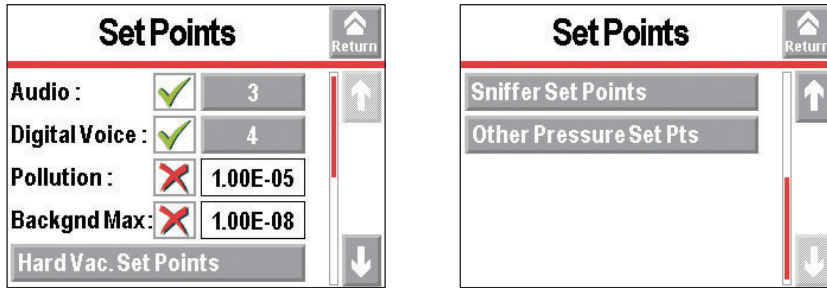 Set Points
Return
Audio : 3
Digital Voice : 4
Pollution : 1.00E-05
Backgnd Max: 1.00E-08
Hard Vac. Set Points
Set Points
Return
Sniffer Set Points
Other Pressure Set Pts